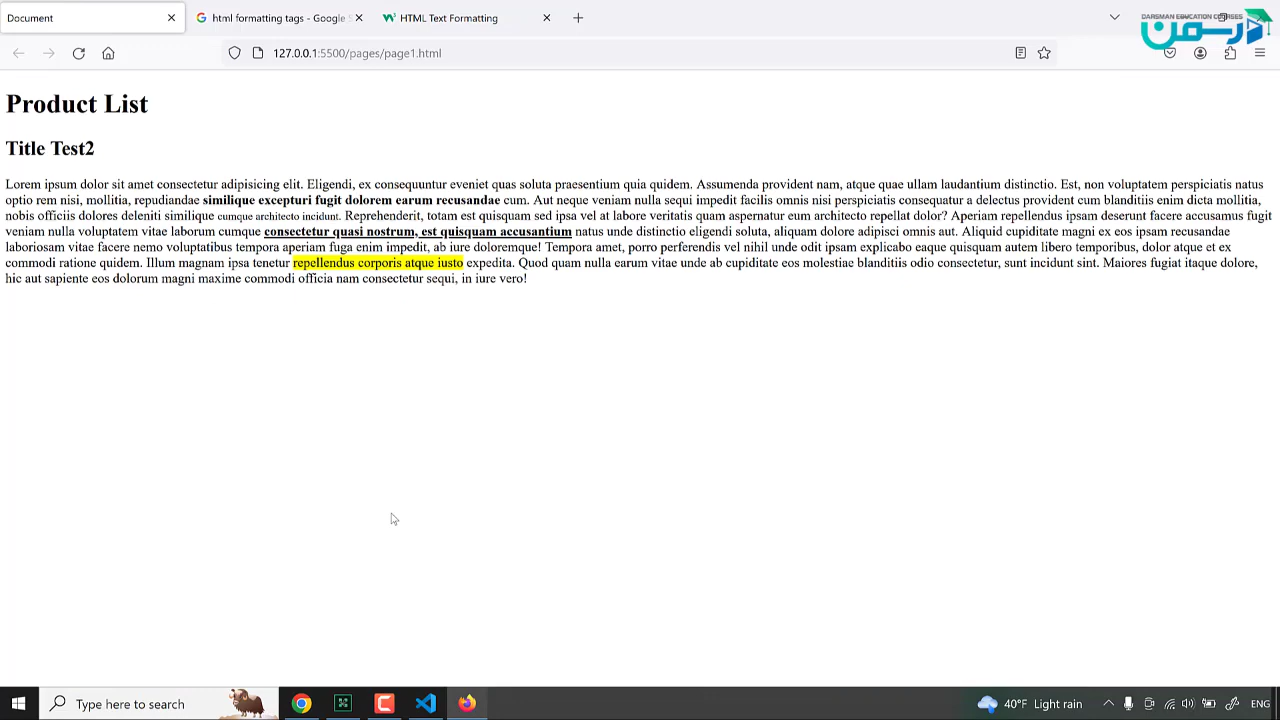 Document
html formatting tags - Google S
HTML Text Formatting
DARSMAN EDUCATION COURSES
درسمن
127.0.0.1:5500/pages/page1.html
Product List
Title Test2
Lorem ipsum dolor sit amet consectetur adipisicing elit. Eligendi, ex consequuntur eveniet quas soluta praesentium quia quidem. Assumenda provident nam, atque quae ullam laudantium distinctio. Est, non voluptatem perspiciatis natus
optio rem nisi, mollitia, repudiandae similique excepturi fugit dolorem earum recusandae cum. Aut neque veniam nulla sequi impedit facilis omnis nisi perspiciatis consequatur a delectus provident cum blanditiis enim dicta mollitia,
nobis officiis dolores deleniti similique cumque architecto incidunt. Reprehenderit, totam est quisquam sed ipsa vel at labore veritatis quam aspernatur eum architecto repellat dolor? Aperiam repellendus ipsam deserunt facere accusamus fugit
veniam nulla voluptatem vitae laborum cumque consectetur quasi nostrum, est quisquam accusantium natus unde distinctio eligendi soluta, aliquam dolore adipisci omnis aut. Aliquid cupiditate magni ex eos ipsam recusandae
laboriosam vitae facere nemo voluptatibus tempora aperiam fuga enim impedit, ab iure doloremque! Tempora amet, porro perferendis vel nihil unde odit ipsam explicabo eaque quisquam autem libero temporibus, dolor atque et ex
commodi ratione quidem. Illum magnam ipsa tenetur repellendus corporis atque iusto expedita. Quod quam nulla earum vitae unde ab cupiditate eos molestiae blanditiis odio consectetur, sunt incidunt sint. Maiores fugiat itaque dolore,
hic aut sapiente eos dolorum magni maxime commodi officia nam consectetur sequi, in iure vero!
Type here to search
40°F Light rain
ENG